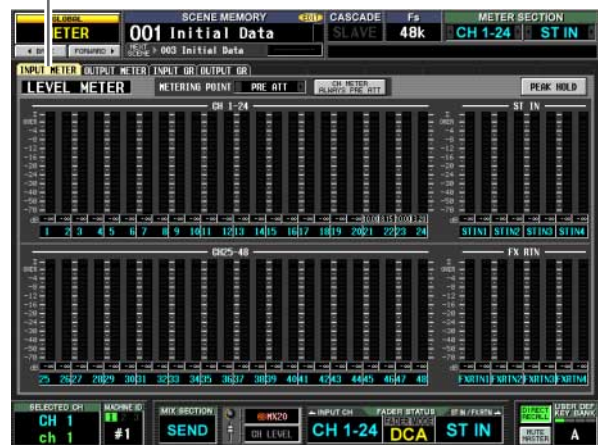 GLOBAL
METER
SCENE MEMORY
EDIT
CASCADE
Fs
METER SECTION
001 Initial Data
SLAVE
48k
CH 1-24
ST IN
BACK
FORWARD
NEXT SCENE
003 Initial Data
INPUT METER
OUTPUT METER
INPUT GR
OUTPUT GR
LEVEL METER
METERING POINT
PRE ATT
CH METER ALWAYS PRE ATT
PEAK HOLD
CH 1-24
ST IN
OVER
1 2 3 4 5 6 7 8 9 10 11 12 13 14 15 16 17 18 19 20 21 22 23 24
STIN1 STIN2 STIN3 STIN4
CH25-48
FX RTN
OVER
25 26 27 28 29 30 31 32 33 34 35 36 37 38 39 40 41 42 43 44 45 46 47 48
FXRTN1 FXRTN2 FXRTN3 FXRTN4
SELECTED CH
MACHINE ID
MIX SECTION
MIX20
INPUT CH
FADER STATUS
FADER MODE
DIRECT RECALL
USER DEF KEY BANK
CH 1
ch 1
#1
SEND
CH LEVEL
CH 1-24
DCA
ST IN
MUTE MASTER
A